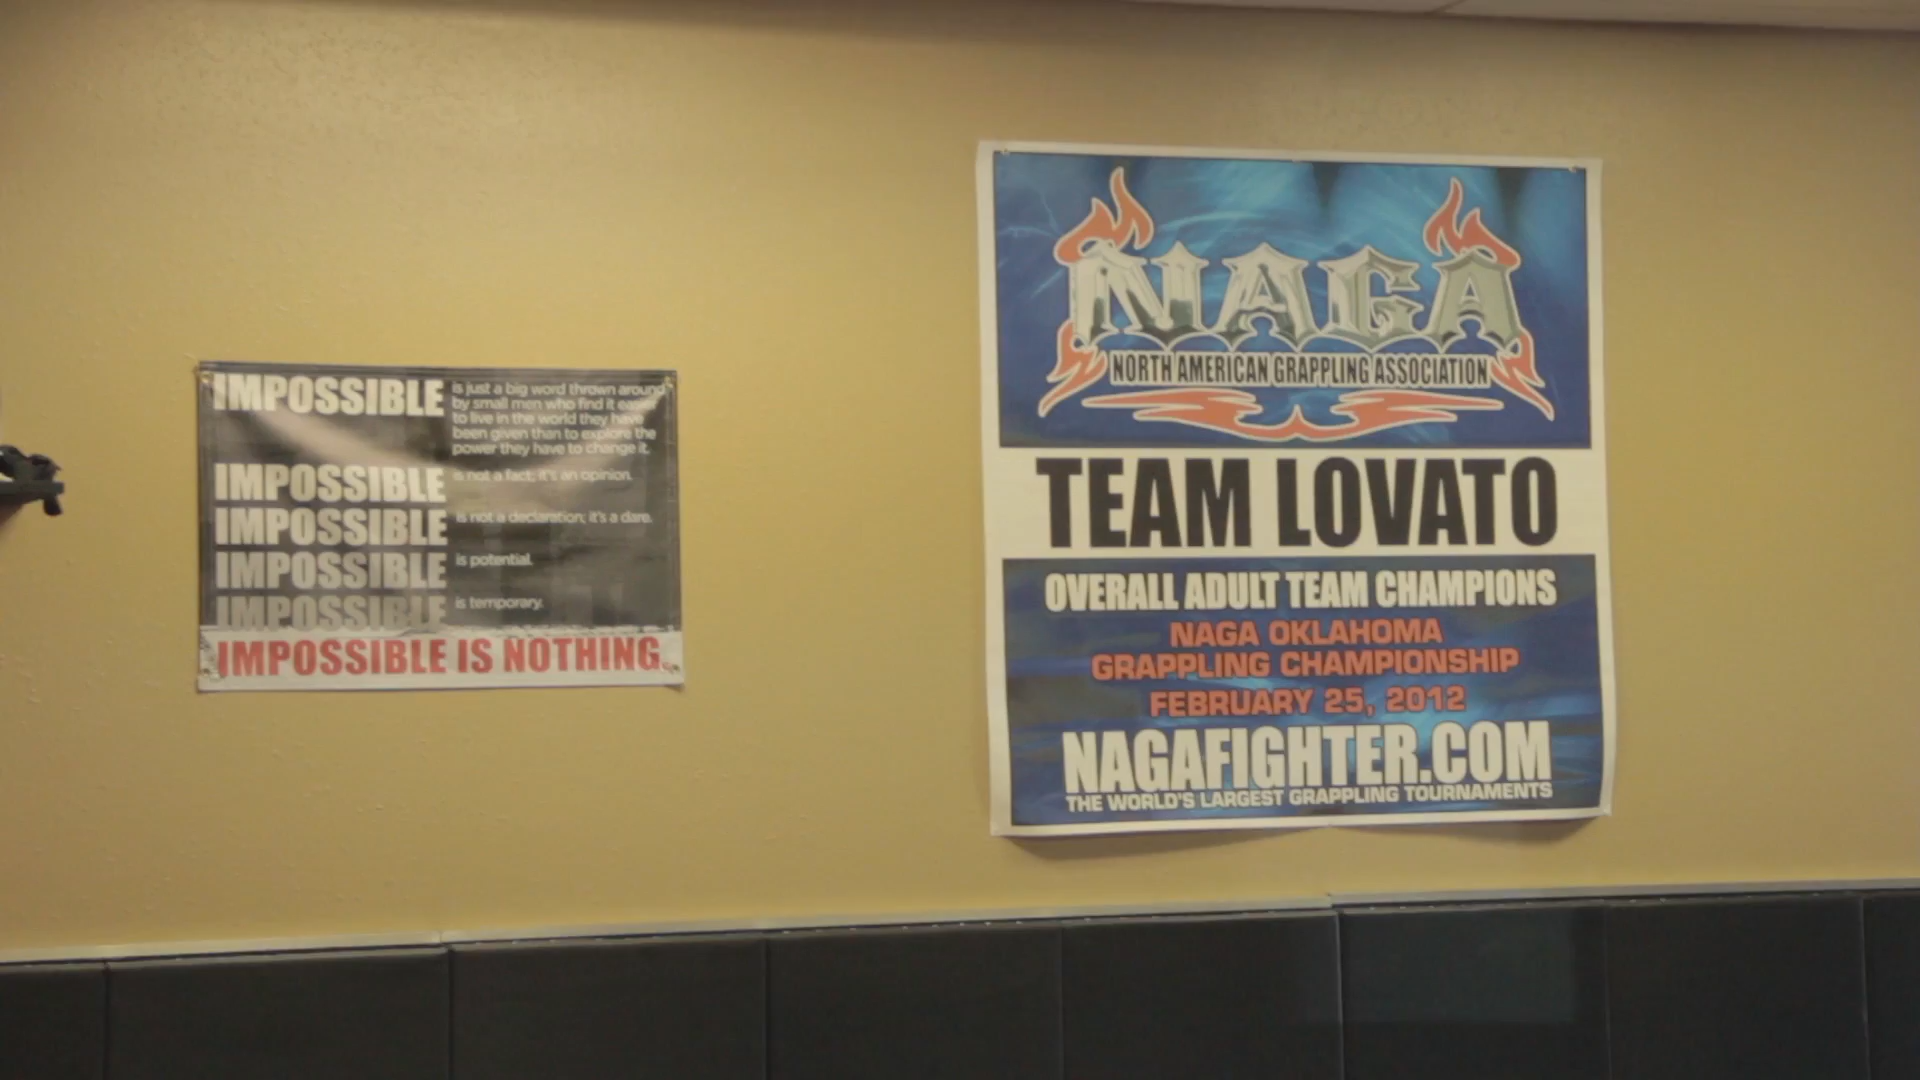 IMPOSSIBLE is just a big word thrown around
by small men who find it easier
to live in the world they have
been given than to explore the
power they have to change it.
IMPOSSIBLE is not a fact; it's an opinion.
IMPOSSIBLE is not a declaration; it's a dare.
IMPOSSIBLE is potential.
IMPOSSIBLE is temporary.
IMPOSSIBLE IS NOTHING.
NAGA
NORTH AMERICAN GRAPPLING ASSOCIATION
TEAM LOVATO
OVERALL ADULT TEAM CHAMPIONS
NAGA OKLAHOMA
GRAPPLING CHAMPIONSHIP
FEBRUARY 25, 2012
NAGAFIGHTER.COM
THE WORLD'S LARGEST GRAPPLING TOURNAMENTS